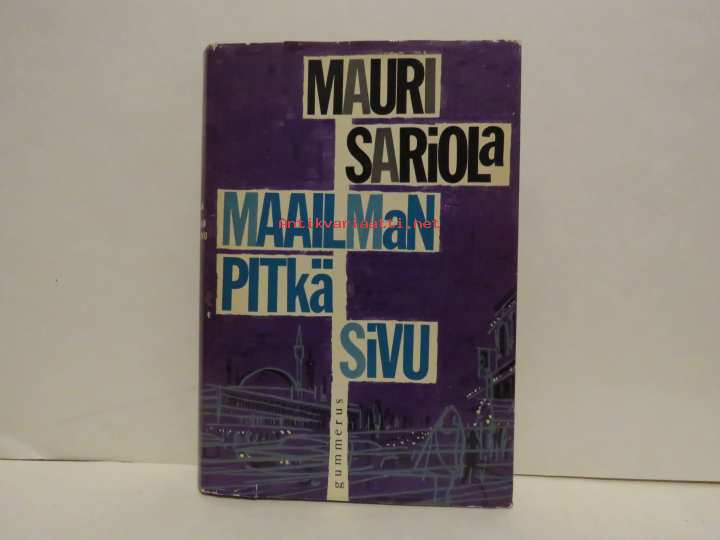 MAURI
SARiOLa
MAAILMaN
Antikvariaatti.net
PITkä
SiVU
gummerus